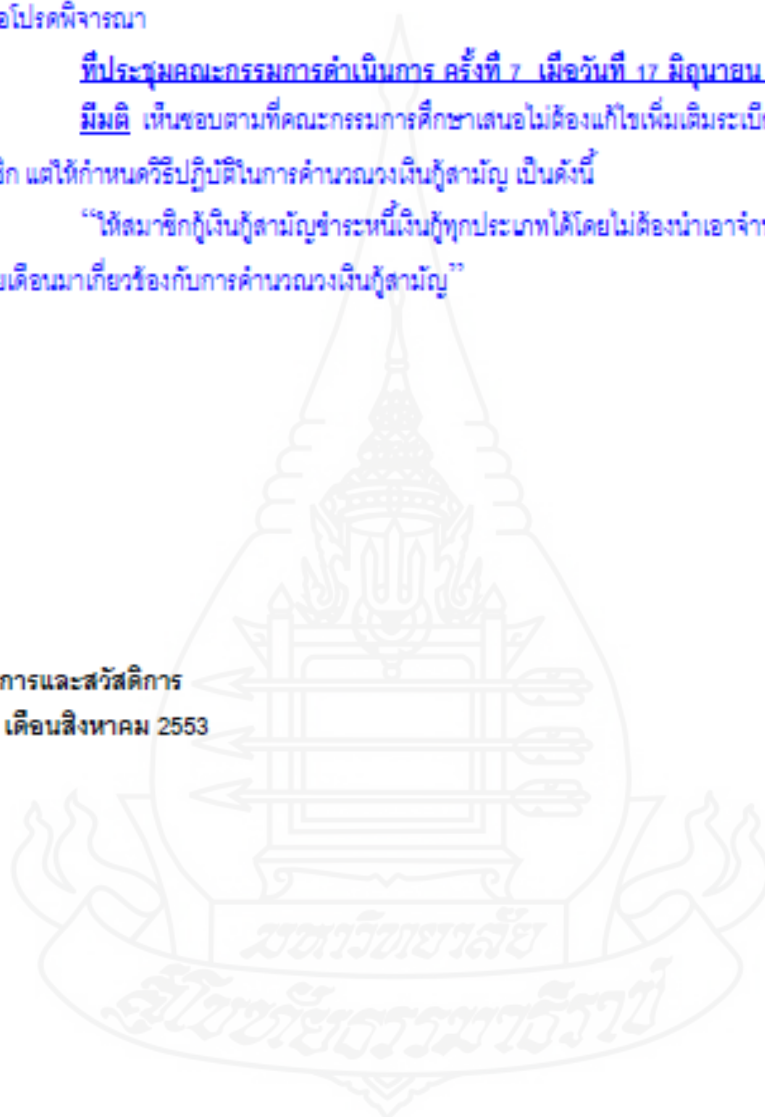 อโปรดพิจารณา
ที่ประชุมคณะกรรมการดำเนินการ ครั้งที่ 7 เมื่อวันที่ 17 มิถุนายน
มีมติ เห็นชอบตามที่คณะกรรมการศึกษาเสนอไม่ต้องแก้ไขเพิ่มเติมระเบีย
ชิก แต่ให้กำหนดวิธีปฏิบัติในการคำนวณวงเงินกู้สามัญ เป็นดังนี้
“ให้สมาชิกกู้เงินกู้สามัญชำระหนี้เงินกู้ทุกประเภทได้โดยไม่ต้องนำเอาจำน
ยเดือนมาเกี่ยวข้องกับการคำนวณวงเงินกู้สามัญ”
การและสวัสดิการ
เดือนสิงหาคม 2553
มหาวิทยาลัย
สุโขทัยธรรมาธิราช